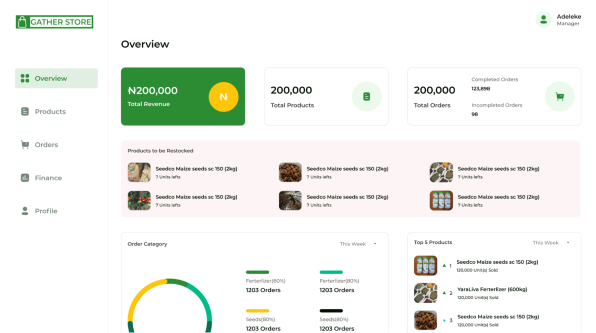 GATHER STORE
Adeleke
Manager
Overview
Overview
Products
Orders
Finance
Profile
₦200,000
Total Revenue
₦
200,000
Total Products
200,000
Total Orders
Completed Orders
123,898
Incompleted Orders
98
Products to be Restocked
Seedco Maize seeds sc 150 (2kg)
7 Units lefts
Seedco Maize seeds sc 150 (2kg)
7 Units lefts
Seedco Maize seeds sc 150 (2kg)
7 Units lefts
Seedco Maize seeds sc 150 (2kg)
7 Units lefts
Seedco Maize seeds sc 150 (2kg)
7 Units lefts
Seedco Maize seeds sc 150 (2kg)
7 Units lefts
Order Category
This Week
Ferterlizer(80%)
1203 Orders
Ferterlizer(80%)
1203 Orders
Seeds(80%)
1203 Orders
Seeds(80%)
1203 Orders
Top 5 Products
This Week
1
Seedco Maize seeds sc 150 (2kg)
120,000 Unit(s) Sold
2
YaraLiva Ferterlizer (600kg)
120,000 Unit(s) Sold
3
Seedco Maize seeds sc 150 (2kg)
120,000 Unit(s) Sold